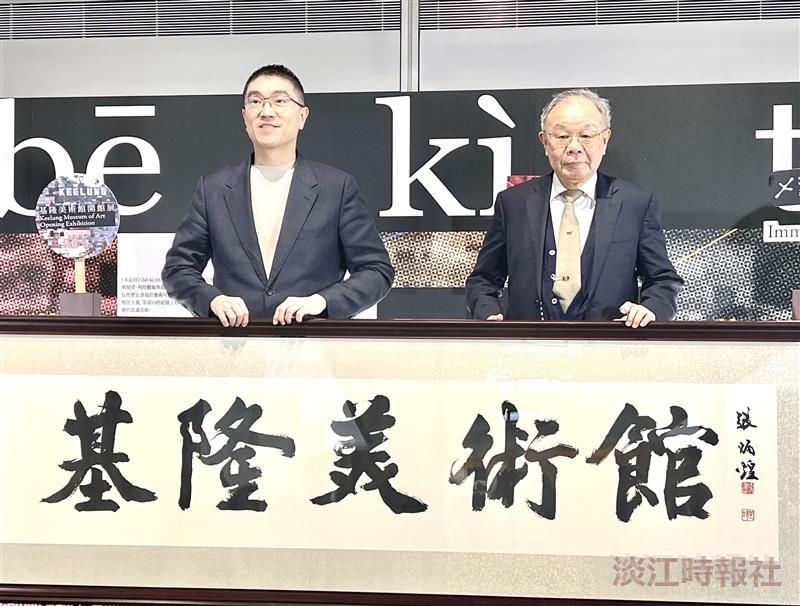 bē kì t
KEELUNG
基隆美術館開館展
Keelung Museum of Art
Opening Exhibition
Imm
基隆美術館
張炳煌
淡江時報社